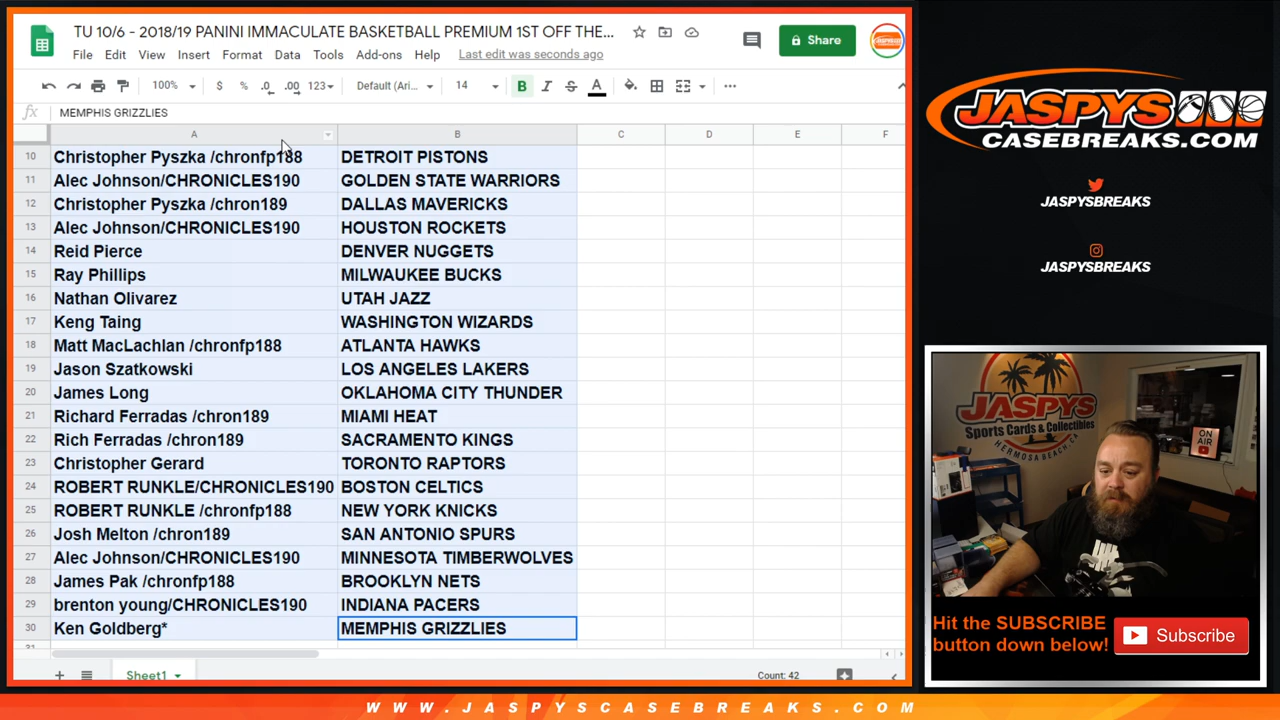 TU 10/6 - 2018/19 PANINI IMMACULATE BASKETBALL PREMIUM 1ST OFF THE...
File Edit View Insert Format Data Tools Add-ons Help Last edit was seconds ago
Share
100% $ % .0 .00 123 Default (Ari... 14 B I S A
fx MEMPHIS GRIZZLIES
A B C D E F
10 Christopher Pyszka /chronfp188 DETROIT PISTONS
11 Alec Johnson/CHRONICLES190 GOLDEN STATE WARRIORS
12 Christopher Pyszka /chron189 DALLAS MAVERICKS
13 Alec Johnson/CHRONICLES190 HOUSTON ROCKETS
14 Reid Pierce DENVER NUGGETS
15 Ray Phillips MILWAUKEE BUCKS
16 Nathan Olivarez UTAH JAZZ
17 Keng Taing WASHINGTON WIZARDS
18 Matt MacLachlan /chronfp188 ATLANTA HAWKS
19 Jason Szatkowski LOS ANGELES LAKERS
20 James Long OKLAHOMA CITY THUNDER
21 Richard Ferradas /chron189 MIAMI HEAT
22 Rich Ferradas /chron189 SACRAMENTO KINGS
23 Christopher Gerard TORONTO RAPTORS
24 ROBERT RUNKLE/CHRONICLES190 BOSTON CELTICS
25 ROBERT RUNKLE /chronfp188 NEW YORK KNICKS
26 Josh Melton /chron189 SAN ANTONIO SPURS
27 Alec Johnson/CHRONICLES190 MINNESOTA TIMBERWOLVES
28 James Pak /chronfp188 BROOKLYN NETS
29 brenton young/CHRONICLES190 INDIANA PACERS
30 Ken Goldberg* MEMPHIS GRIZZLIES
Sheet1 Count: 42
JASPYS
CASEBREAKS.COM
JASPYSBREAKS
JASPYSBREAKS
JASPYS
Sports Cards & Collectibles
HERMOSA BEACH, CA
ON AIR
Hit the SUBSCRIBE
button down below!
Subscribe
WWW.JASPYSCASEBREAKS.COM